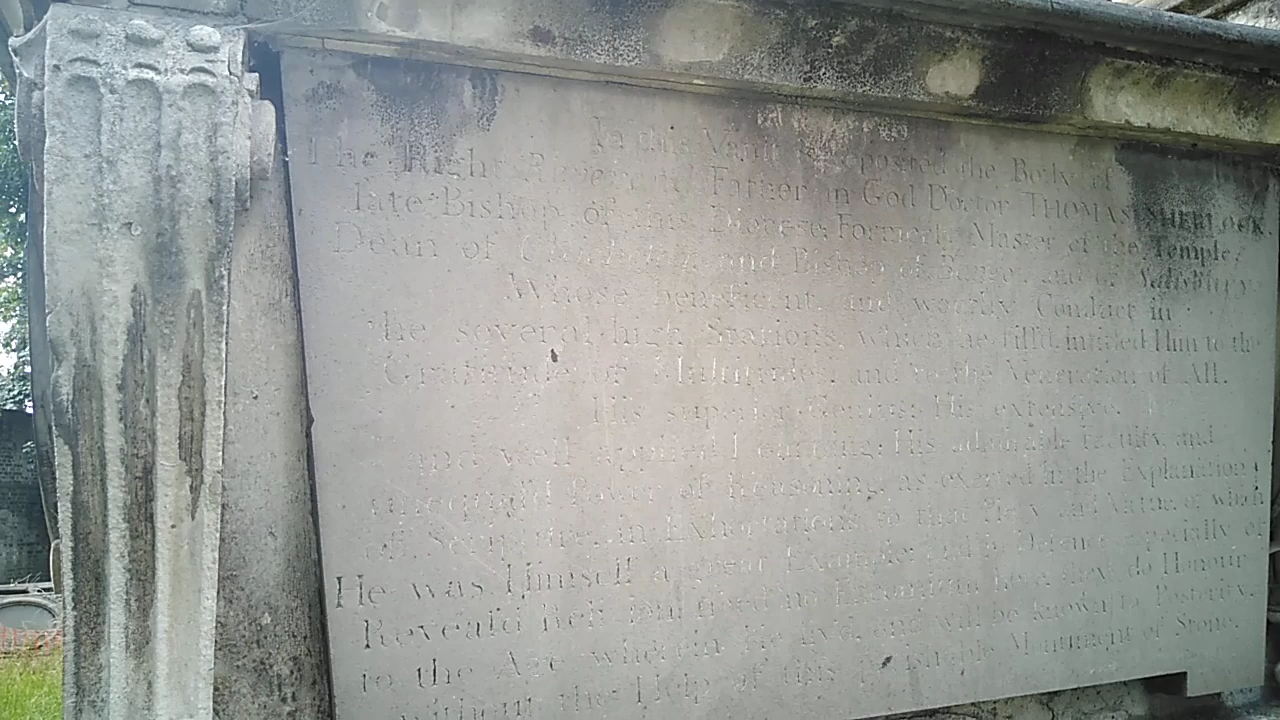 In this Vault is deposited the Body of
The Right Reverend Father in God Doctor THOMAS SHERLOCK,
late Bishop of this Diocese, Formerly Master of the Temple,
Dean of Chichester, and Bishop of Bangor, and of Salisbury.
Whose beneficent and worthy Conduct in
the several high Stations, which he fill'd, intitled Him to the
Gratitude of Multitudes, and to the Veneration of All.
His superior Genius: His extensive,
and well applied Learning: His admirable Faculty, and
unequal'd Power of Reasoning, as exerted in the Explanation
of Scripture, in Exhortations to that Piety and Virtue, of which
He was Himself a great Example; and in Defence especially of
Reveal'd Religion need no Encomium here they do Honour
to the Age wherein He lived, and will be known to Posterity,
without the Help of this Perishable Monument of Stone.